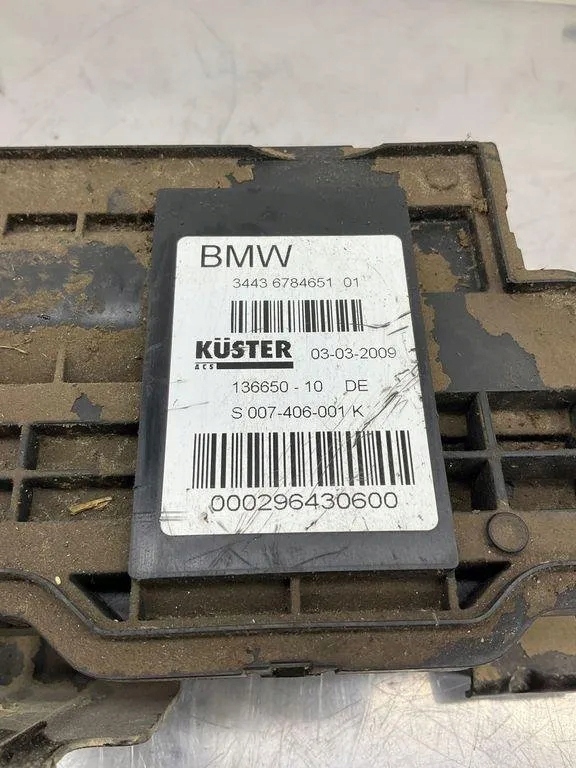 BMW
3443 6784651 01
KÜSTER 03-03-2009
ACS
136650 - 10 DE
S 007-406-001 K
000296430600